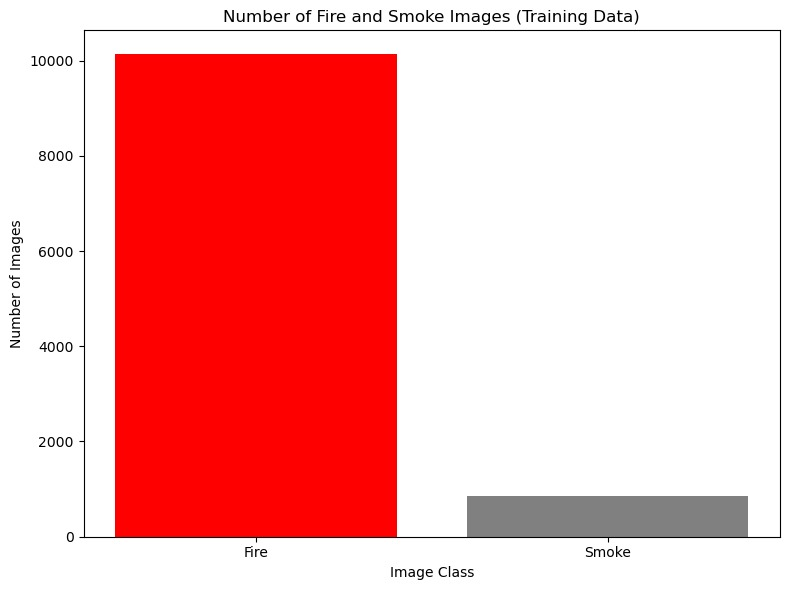 Number of Fire and Smoke Images (Training Data)
Number of Images
10000
8000
6000
4000
2000
0
Fire Smoke
Image Class